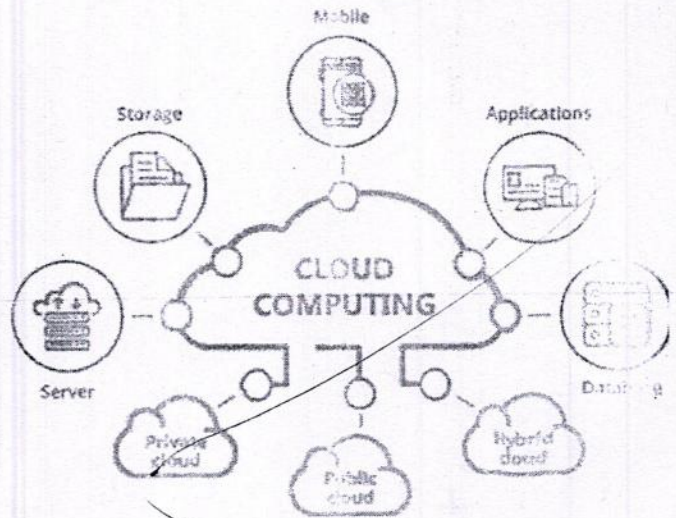 Mobile
Storage
Applications
CLOUD
COMPUTING
Server
Private
cloud
Public
cloud
Hybrid
cloud